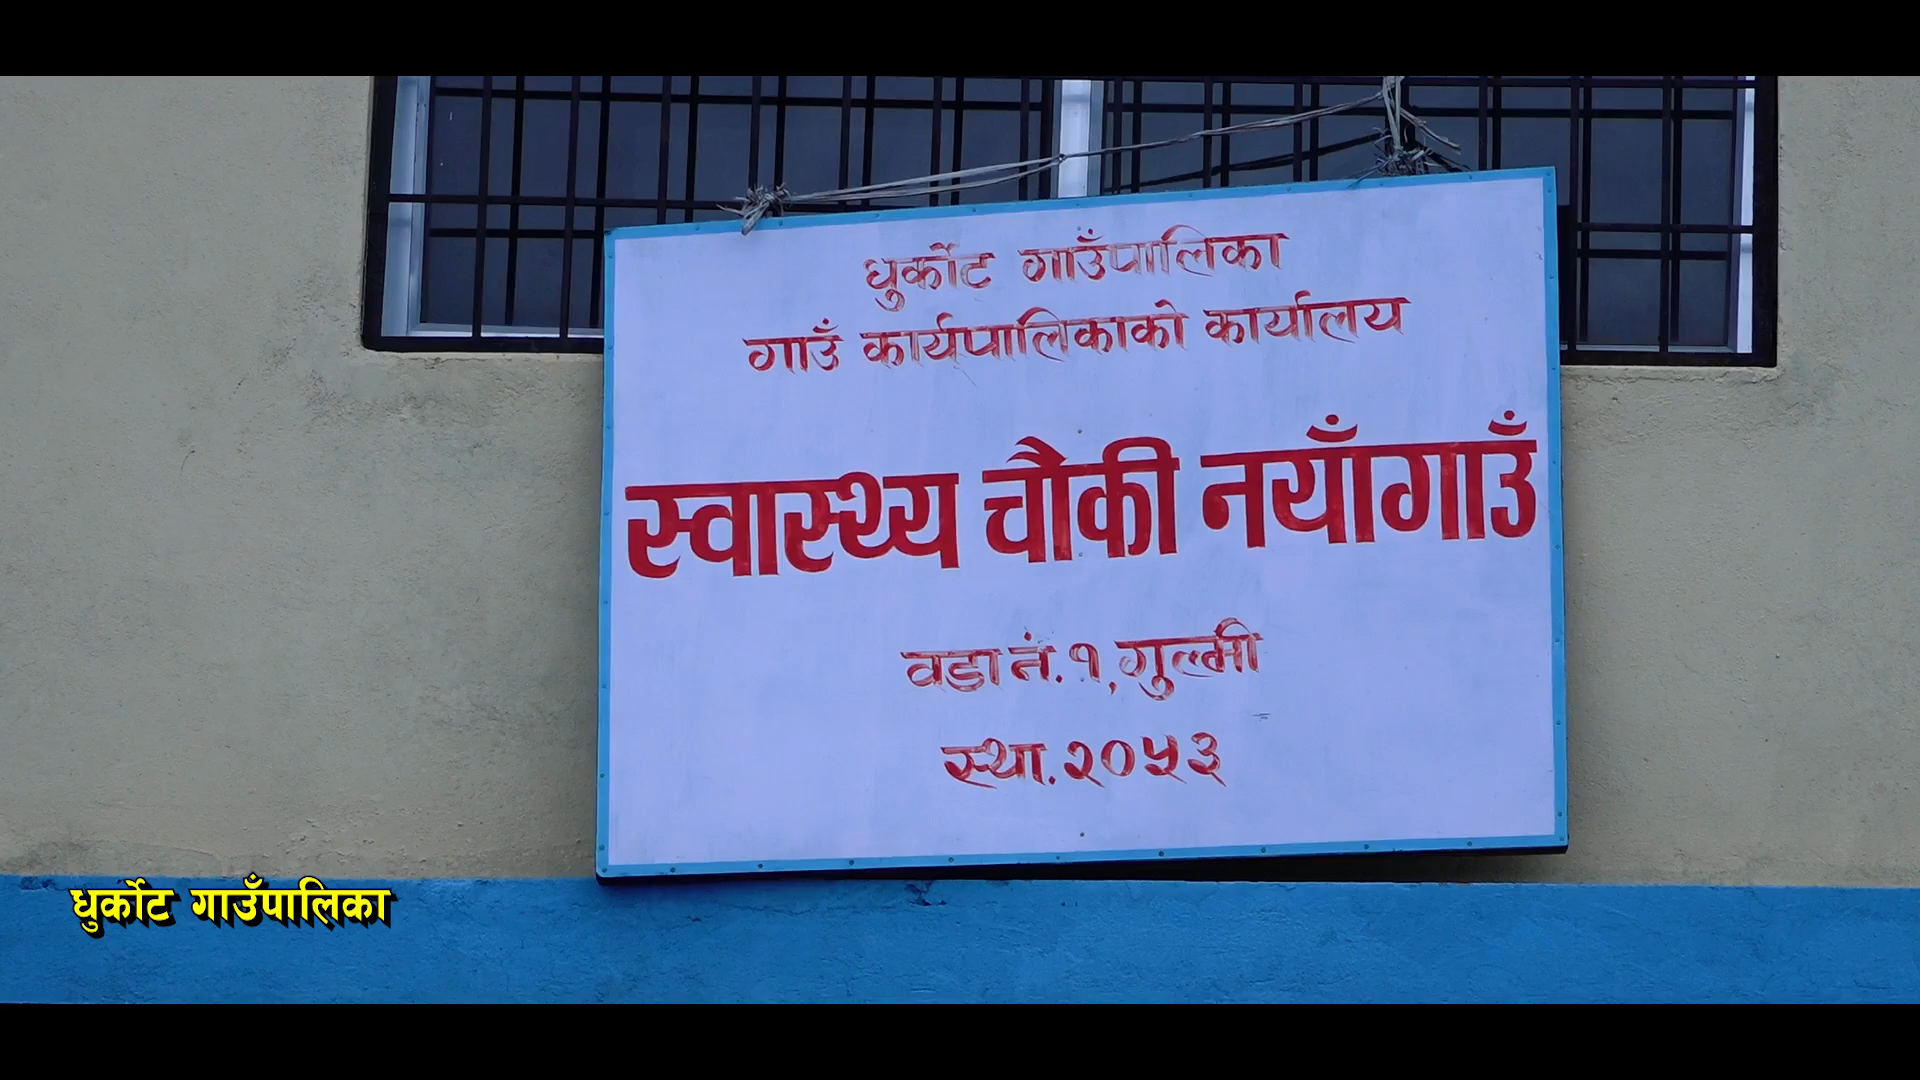 धुर्कोट गाउँपालिका
गाउँ कार्यपालिकाको कार्यालय
स्वास्थ्य चौकी नयाँगाउँ
वडा नं. १, गुल्मी
स्था. २०५३
धुर्कोट गाउँपालिका